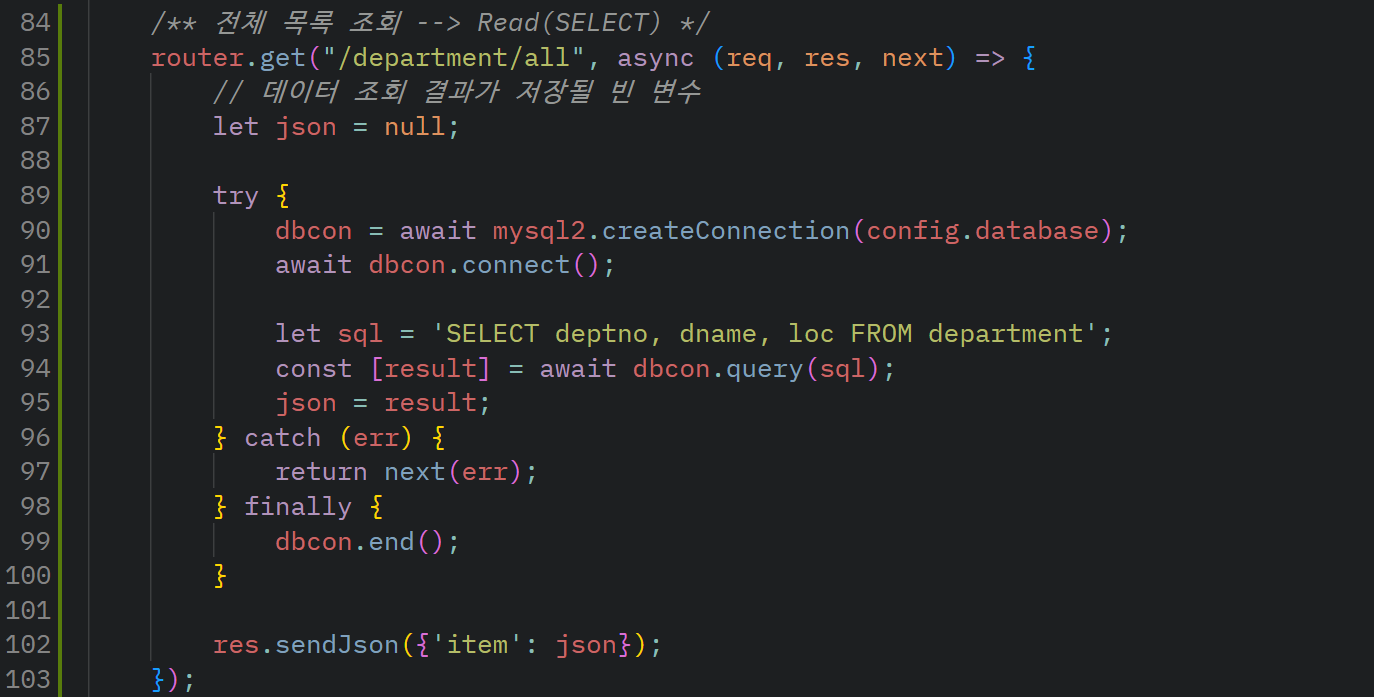 84 /** 전체 목록 조회 --> Read(SELECT) */
85 router.get("/department/all", async (req, res, next) => {
86 // 데이터 조회 결과가 저장될 빈 변수
87 let json = null;
88
89 try {
90 dbcon = await mysql2.createConnection(config.database);
91 await dbcon.connect();
92
93 let sql = 'SELECT deptno, dname, loc FROM department';
94 const [result] = await dbcon.query(sql);
95 json = result;
96 } catch (err) {
97 return next(err);
98 } finally {
99 dbcon.end();
100 }
101
102 res.sendJson({'item': json});
103 });